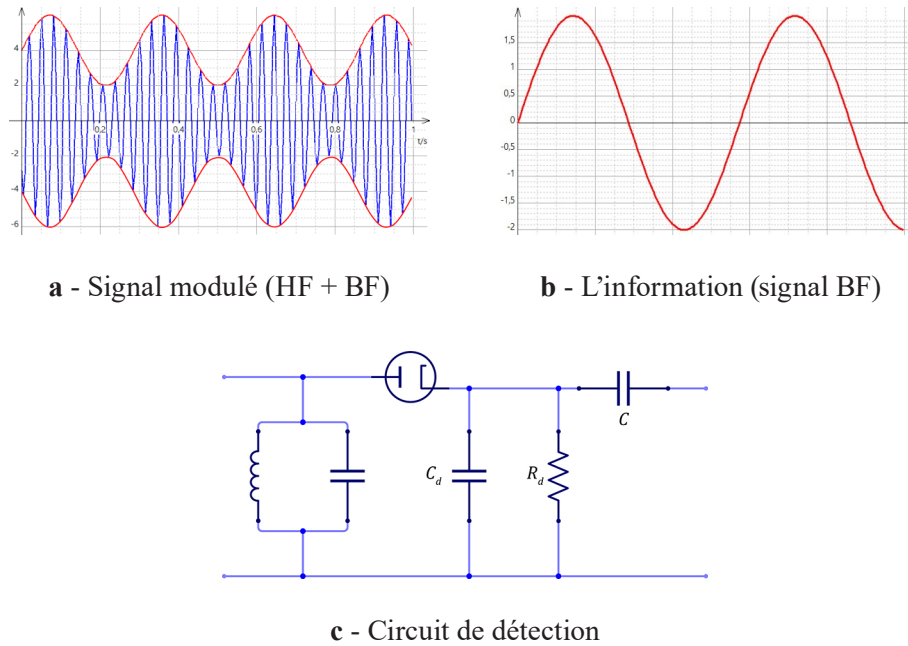 4
2
0
-2
-4
-6
0,2
0,4
0,6
0,8
1
t/s
1,5
1
0,5
0
-0,5
-1
-1,5
-2
a - Signal modulé (HF + BF)
b - L’information (signal BF)
C
C_d
R_d
c - Circuit de détection